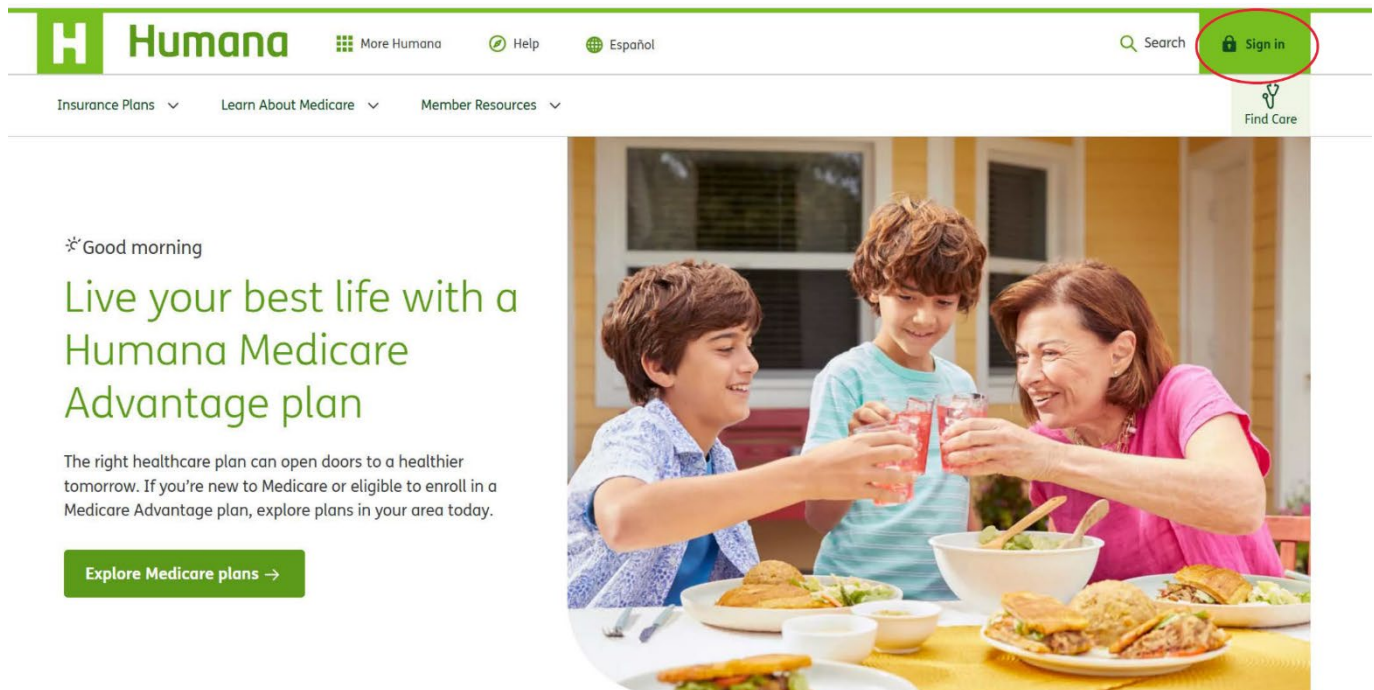 H Humana More Humana Help Español Search Sign in
Insurance Plans Learn About Medicare Member Resources Find Care
Good morning
Live your best life with a
Humana Medicare
Advantage plan
The right healthcare plan can open doors to a healthier
tomorrow. If you're new to Medicare or eligible to enroll in a
Medicare Advantage plan, explore plans in your area today.
Explore Medicare plans →